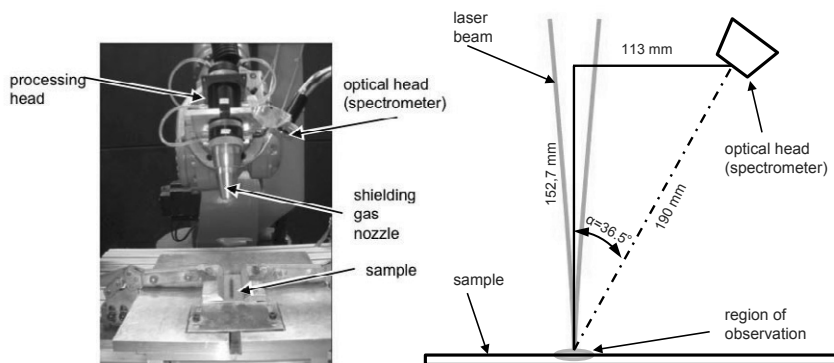 processing
head
optical head
(spectrometer)
shielding
gas
nozzle
sample
laser
beam
113 mm
152,7 mm
190 mm
α=36.5°
optical head
(spectrometer)
sample
region of
observation